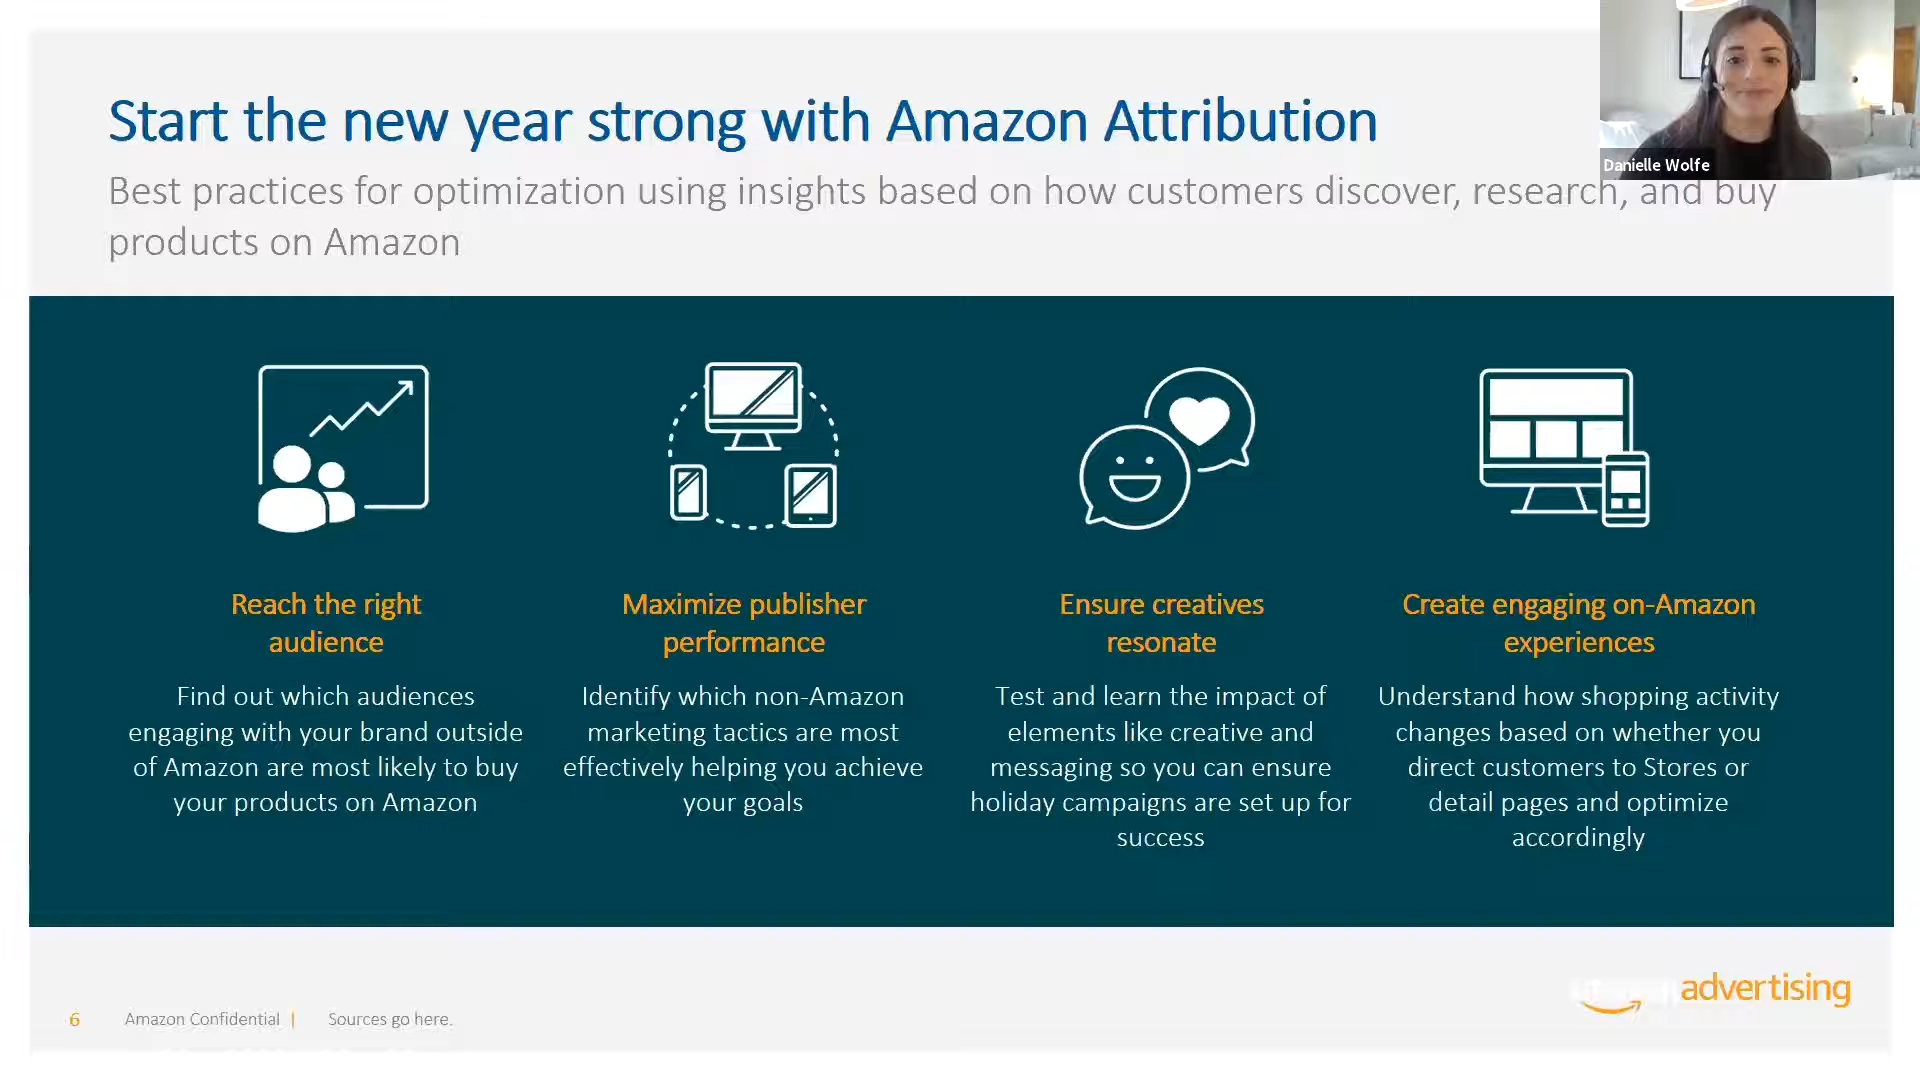 Start the new year strong with Amazon Attribution
Danielle Wolfe
Best practices for optimization using insights based on how customers discover, research, and buy
products on Amazon
Reach the right
audience
Find out which audiences
engaging with your brand outside
of Amazon are most likely to buy
your products on Amazon
Maximize publisher
performance
Identify which non-Amazon
marketing tactics are most
effectively helping you achieve
your goals
Ensure creatives
resonate
Test and learn the impact of
elements like creative and
messaging so you can ensure
holiday campaigns are set up for
success
Create engaging on-Amazon
experiences
Understand how shopping activity
changes based on whether you
direct customers to Stores or
detail pages and optimize
accordingly
6 Amazon Confidential | Sources go here.
advertising